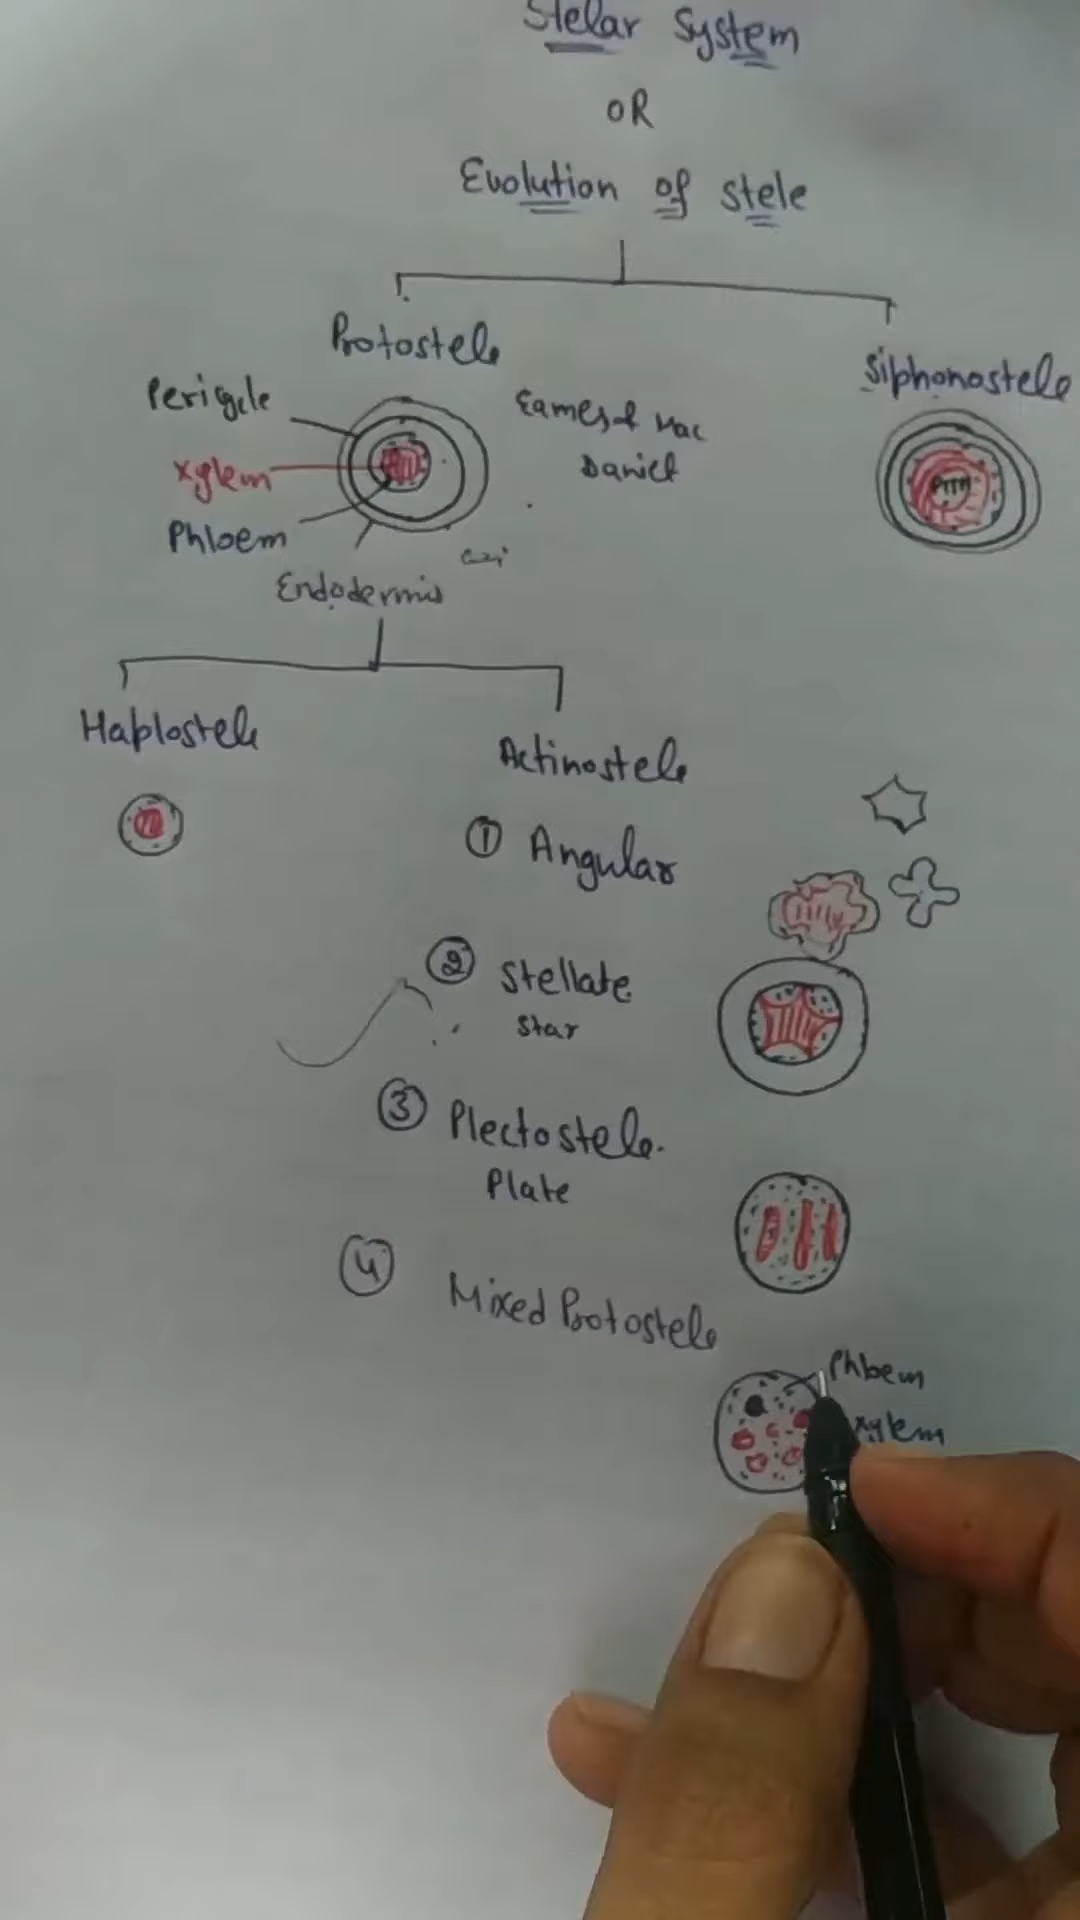 Stelar System
OR
Evolution of stele
Protostele
Siphonostele
Pericycle
Eames & Mac
Daniel
xylem
PITH
Phloem
Endodermis
Haplostele
Actinostele
① Angular
② Stellate
Star
③ Plectostele.
Plate
④ Mixed Protostele
Phloem
xylem